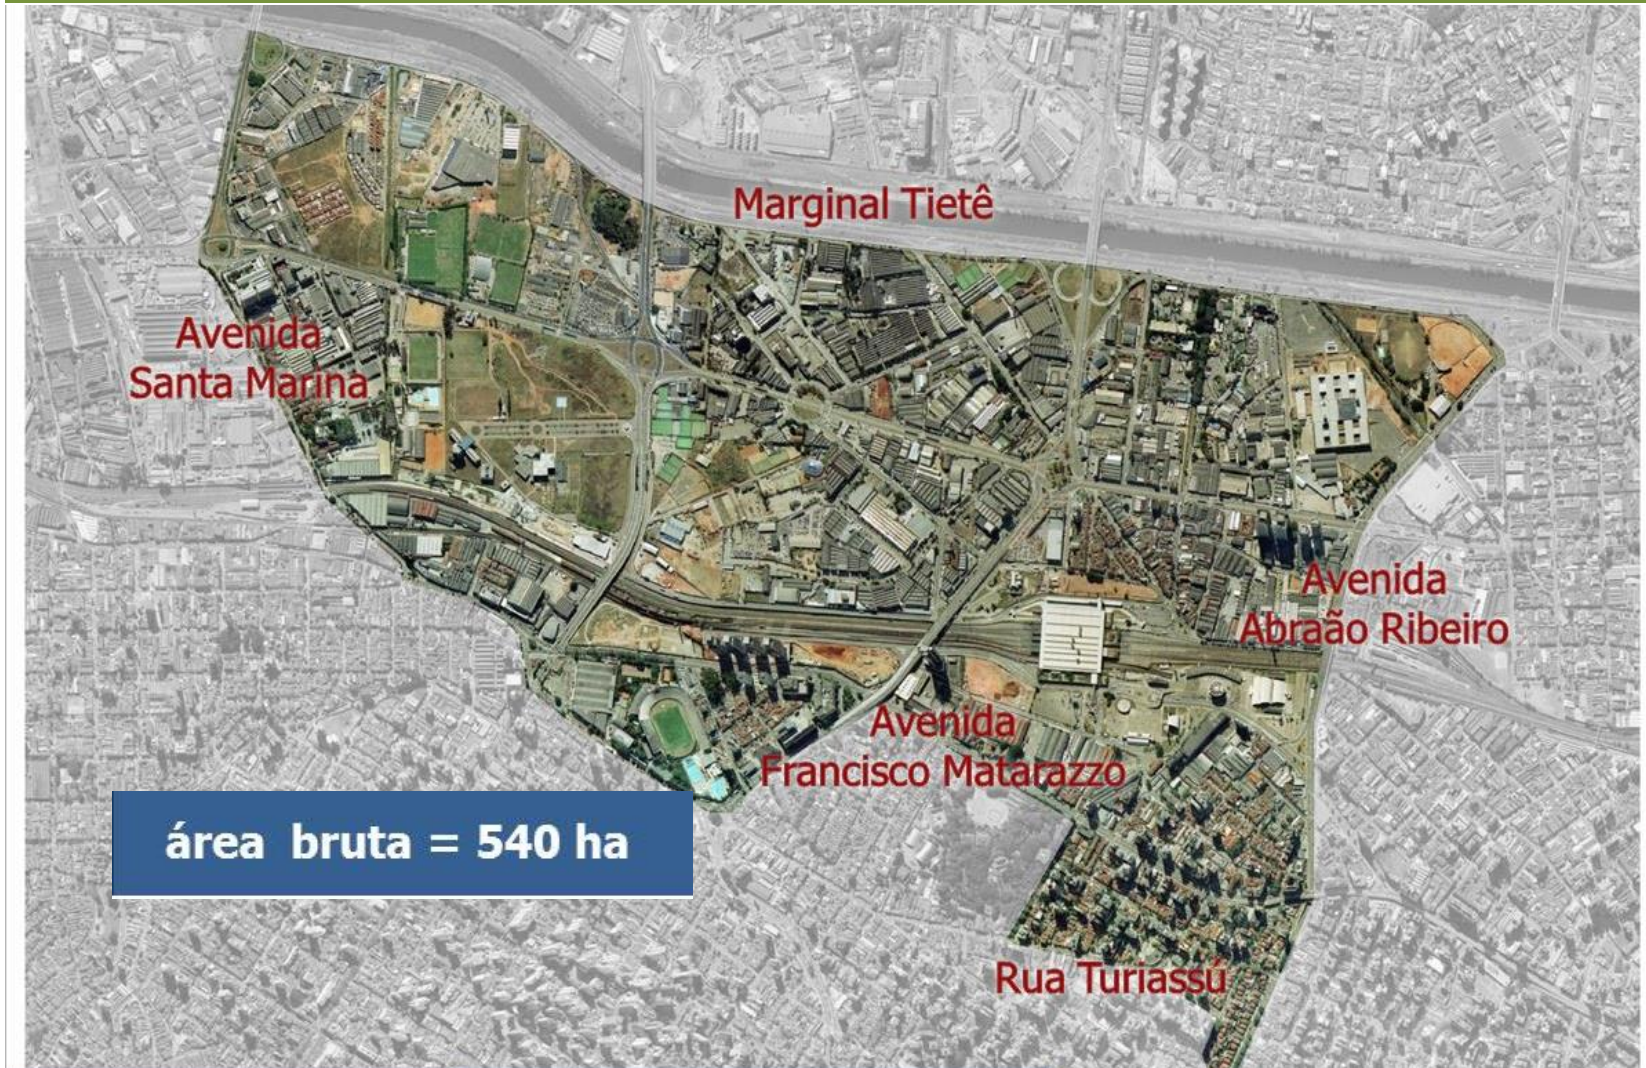 Marginal Tietê
Avenida
Santa Marina
Avenida
Abraão Ribeiro
Avenida
Francisco Matarazzo
área bruta = 540 ha
Rua Turiassú